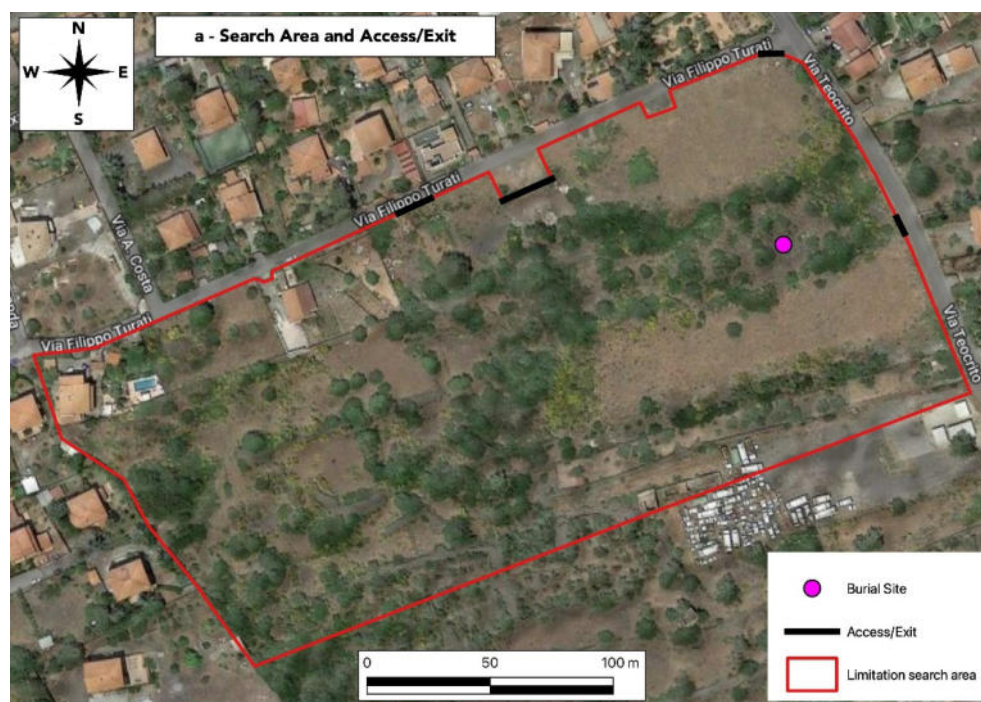 N
W E
S
a - Search Area and Access/Exit
Via Filippo Turati
Via Teocrito
Via Filippo Turati
Via A. Costa
Via Filippo Turati
Via Teocrito
0 50 100 m
Burial Site
Access/Exit
Limitation search area